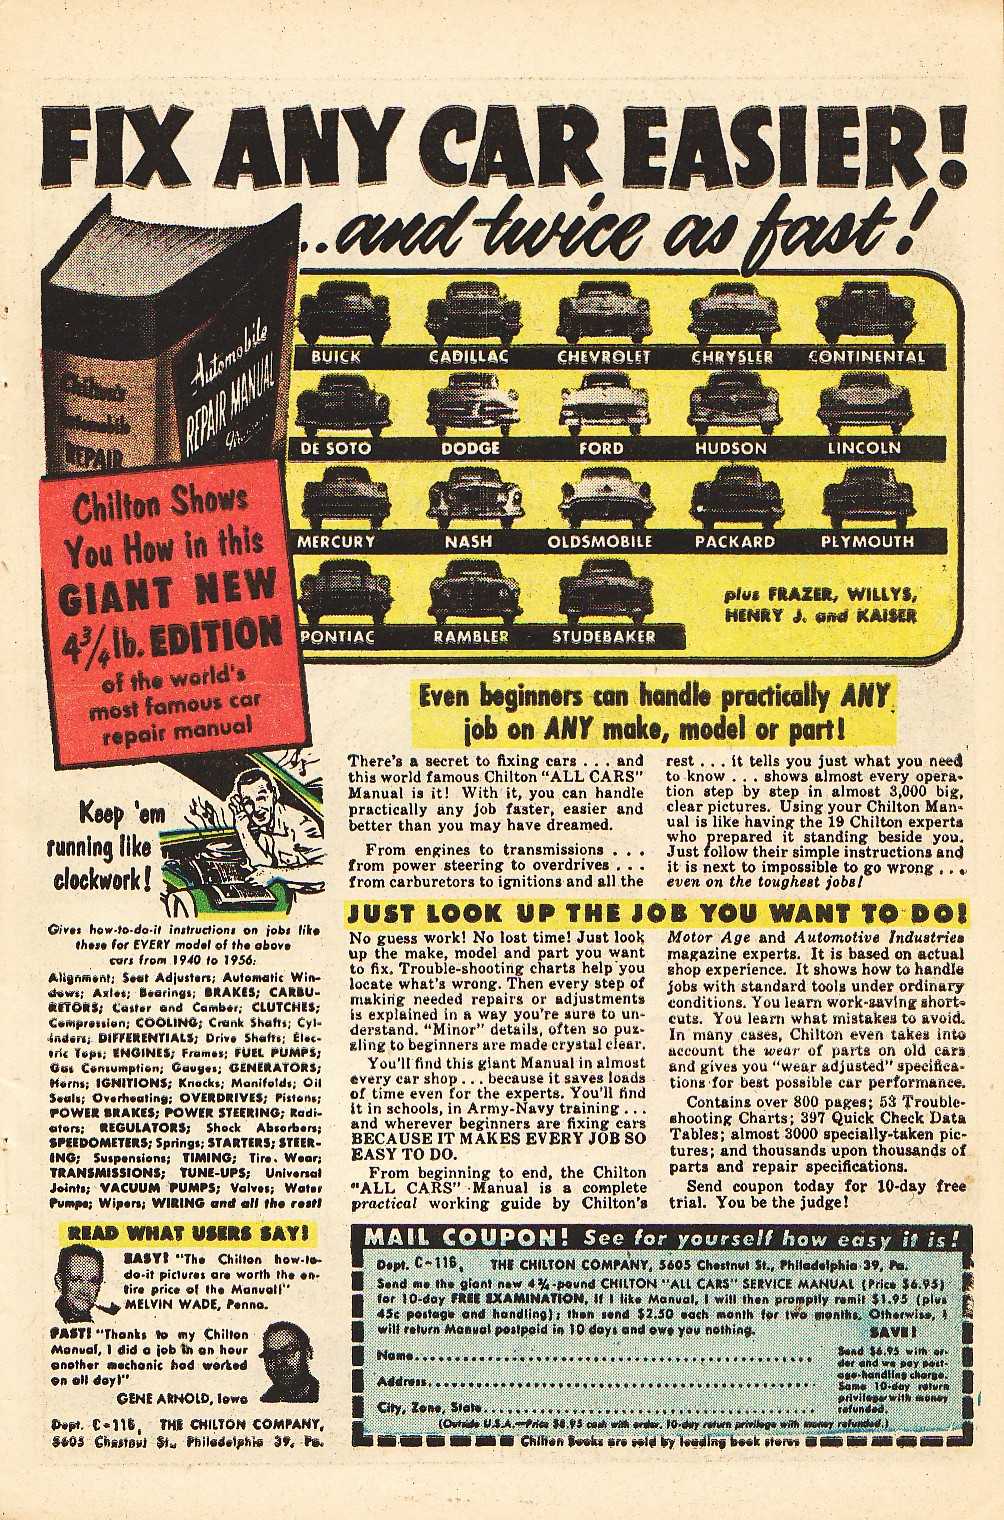 FIX ANY CAR EASIER!
...and twice as fast!
Automobile
REPAIR MANUAL
Chilton's
Automobile
REPAIR
BUICK CADILLAC CHEVROLET CHRYSLER CONTINENTAL
DE SOTO DODGE FORD HUDSON LINCOLN
MERCURY NASH OLDSMOBILE PACKARD PLYMOUTH
PONTIAC RAMBLER STUDEBAKER
plus FRAZER, WILLYS,
HENRY J. and KAISER
Chilton Shows
You How in this
GIANT NEW
4¾ lb. EDITION
of the world's
most famous car
repair manual
Even beginners can handle practically ANY
job on ANY make, model or part!
There's a secret to fixing cars . . . and
this world famous Chilton "ALL CARS"
Manual is it! With it, you can handle
practically any job faster, easier and
better than you may have dreamed.
From engines to transmissions . . .
from power steering to overdrives . . .
from carburetors to ignitions and all the
rest . . . it tells you just what you need
to know . . . shows almost every opera-
tion step by step in almost 3,000 big,
clear pictures. Using your Chilton Man-
ual is like having the 19 Chilton experts
who prepared it standing beside you.
Just follow their simple instructions and
it is next to impossible to go wrong . . .
even on the toughest jobs!
Keep 'em
running like
clockwork!
Gives how-to-do-it instructions on jobs like
these for EVERY model of the above
cars from 1940 to 1956:
Alignment; Seat Adjusters; Automatic Win-
dows; Axles; Bearings; BRAKES; CARBU-
RETORS; Caster and Camber; CLUTCHES;
Compression; COOLING; Crank Shafts; Cyl-
inders; DIFFERENTIALS; Drive Shafts; Elec-
tric Tops; ENGINES; Frames; FUEL PUMPS;
Gas Consumption; Gauges; GENERATORS;
Horns; IGNITIONS; Knocks; Manifolds; Oil
Seals; Overheating; OVERDRIVES; Pistons;
POWER BRAKES; POWER STEERING; Radi-
ators; REGULATORS; Shock Absorbers;
SPEEDOMETERS; Springs; STARTERS; STEER-
ING; Suspensions; TIMING; Tire. Wear;
TRANSMISSIONS; TUNE-UPS; Universal
Joints; VACUUM PUMPS; Valves; Water
Pumps; Wipers; WIRING and all the rest!
JUST LOOK UP THE JOB YOU WANT TO DO!
No guess work! No lost time! Just look
up the make, model and part you want
to fix. Trouble-shooting charts help you
locate what's wrong. Then every step of
making needed repairs or adjustments
is explained in a way you're sure to un-
derstand. "Minor" details, often so puz-
zling to beginners are made crystal clear.
You'll find this giant Manual in almost
every car shop . . . because it saves loads
of time even for the experts. You'll find
it in schools, in Army-Navy training . . .
and wherever beginners are fixing cars
BECAUSE IT MAKES EVERY JOB SO
EASY TO DO.
From beginning to end, the Chilton
"ALL CARS" Manual is a complete
practical working guide by Chilton's
Motor Age and Automotive Industries
magazine experts. It is based on actual
shop experience. It shows how to handle
jobs with standard tools under ordinary
conditions. You learn work-saving short-
cuts. You learn what mistakes to avoid.
In many cases, Chilton even takes into
account the wear of parts on old cars
and gives you "wear adjusted" specifica-
tions for best possible car performance.
Contains over 800 pages; 53 Trouble-
shooting Charts; 397 Quick Check Data
Tables; almost 3000 specially-taken pic-
tures; and thousands upon thousands of
parts and repair specifications.
Send coupon today for 10-day free
trial. You be the judge!
READ WHAT USERS SAY!
EASY! "The Chilton how-to-
do-it pictures are worth the en-
tire price of the Manual!"
MELVIN WADE, Penna.
FAST! "Thanks to my Chilton
Manual, I did a job in an hour
another mechanic had worked
on all day!"
GENE ARNOLD, Iowa
Dept. C-116, THE CHILTON COMPANY,
5605 Chestnut St., Philadelphia 39, Pa.
MAIL COUPON! See for yourself how easy it is!
Dept. C-116, THE CHILTON COMPANY, 5605 Chestnut St., Philadelphia 39, Pa.
Send me the giant new 4¾-pound CHILTON "ALL CARS" SERVICE MANUAL (Price $6.95)
for 10-day FREE EXAMINATION. If I like Manual, I will then promptly remit $1.95 (plus
45c postage and handling); then send $2.50 each month for two months. Otherwise, I
will return Manual postpaid in 10 days and owe you nothing.
SAVE!
Send $6.95 with or-
der and we pay post-
age-handling charge.
Same 10-day return
privilege with money
refunded.
Name
Address
City, Zone, State
(Outside U.S.A.—Price $8.95 cash with order, 10-day return privilege with money refunded.)
Chilton Books are sold by leading book stores